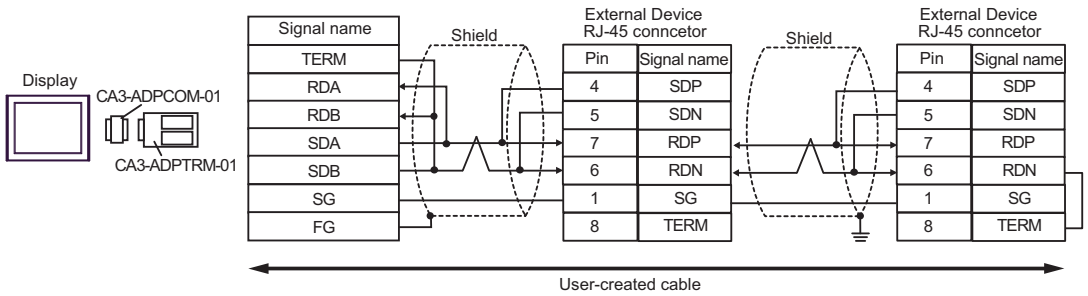 Display
CA3-ADPCOM-01
CA3-ADPTRM-01
Signal name
TERM
RDA
RDB
SDA
SDB
SG
FG
Shield
External Device
RJ-45 conncetor
Pin Signal name
4 SDP
5 SDN
7 RDP
6 RDN
1 SG
8 TERM
Shield
External Device
RJ-45 conncetor
Pin Signal name
4 SDP
5 SDN
7 RDP
6 RDN
1 SG
8 TERM
User-created cable